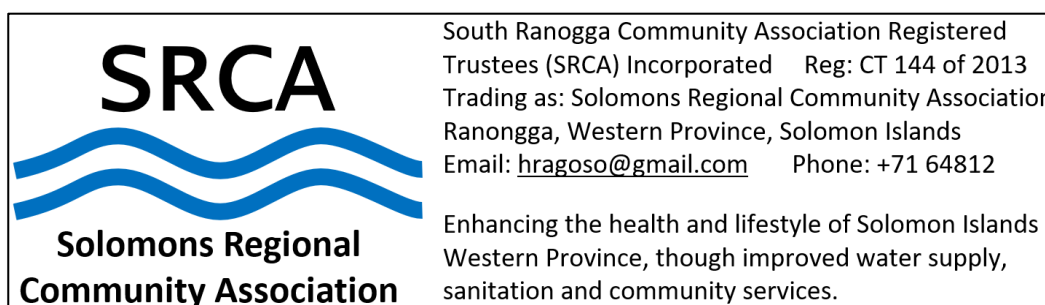 SRCA
Solomons Regional
Community Association
South Ranogga Community Association Registered
Trustees (SRCA) Incorporated Reg: CT 144 of 2013
Trading as: Solomons Regional Community Association
Ranongga, Western Province, Solomon Islands
Email: hragoso@gmail.com Phone: +71 64812
Enhancing the health and lifestyle of Solomon Islands
Western Province, though improved water supply,
sanitation and community services.